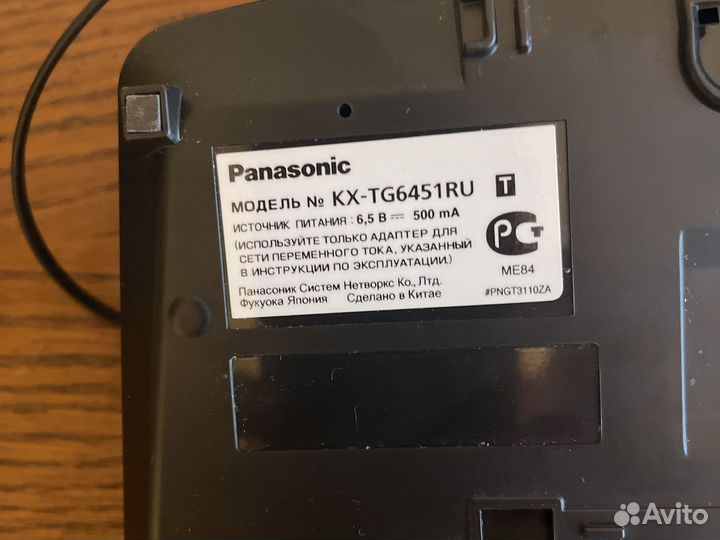 Panasonic
МОДЕЛЬ № KX-TG6451RU T
ИСТОЧНИК ПИТАНИЯ : 6,5 В ⎓ 500 mA
(ИСПОЛЬЗУЙТЕ ТОЛЬКО АДАПТЕР ДЛЯ
СЕТИ ПЕРЕМЕННОГО ТОКА, УКАЗАННЫЙ
В ИНСТРУКЦИИ ПО ЭКСПЛУАТАЦИИ.)
Панасоник Систем Нетворкс Ко., Лтд.
Фукуока Япония Сделано в Китае
РСТ
ME84
#PNGT3110ZA
Avito